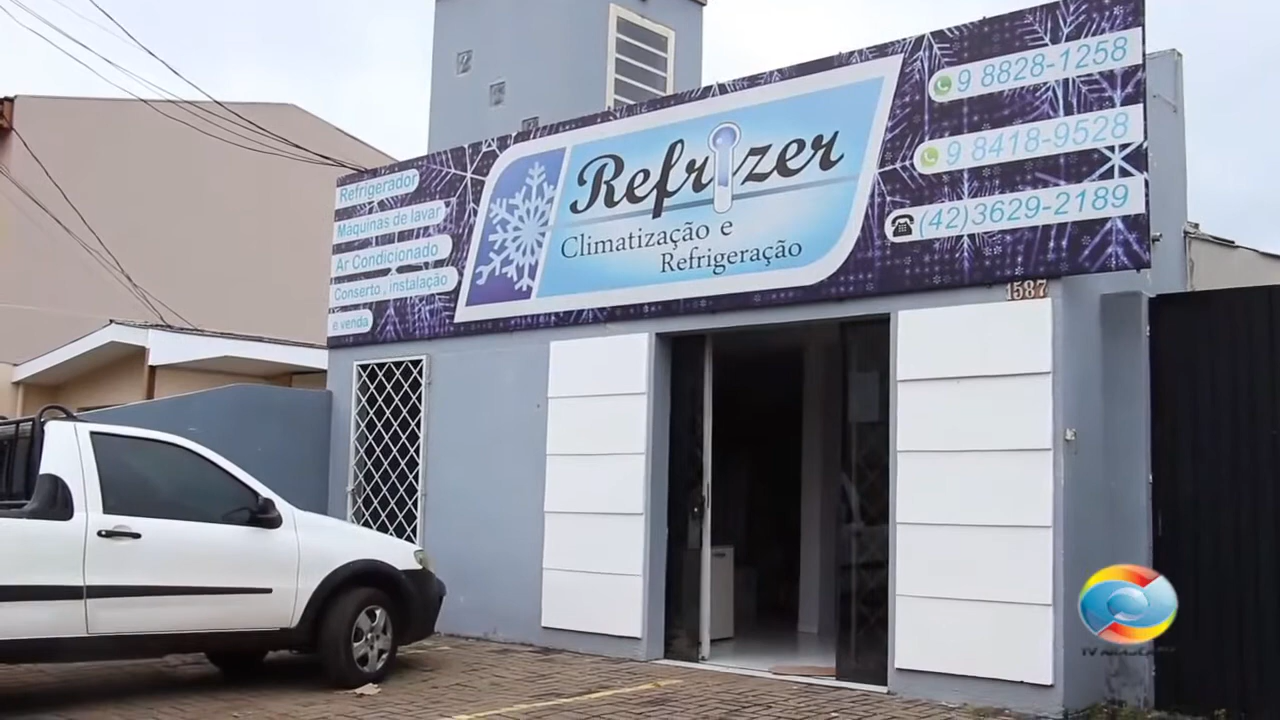 Refrigerador
Maquinas de lavar
Ar Condicionado
Conserto , instalação
e venda
Refrizer
Climatização e
Refrigeração
9 8828-1258
9 8418-9528
(42)3629-2189
1587
TV